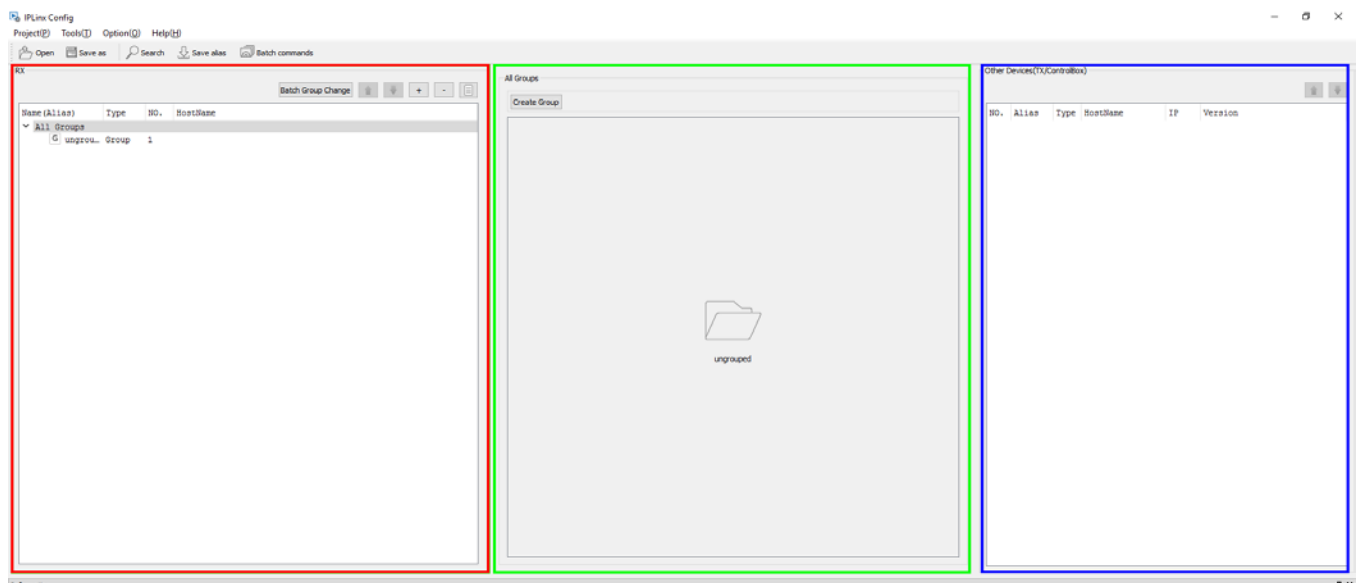 IPLinx Config
Project(P) Tools(T) Option(O) Help(H)
Open Save as Search Save alias Batch commands
RX
Batch Group Change + -
Name(Alias) Type NO. HostName
All Groups
G ungrou… Group 1
All Groups
Create Group
ungrouped
Other Devices(TX/ControlBox)
NO. Alias Type HostName IP Version